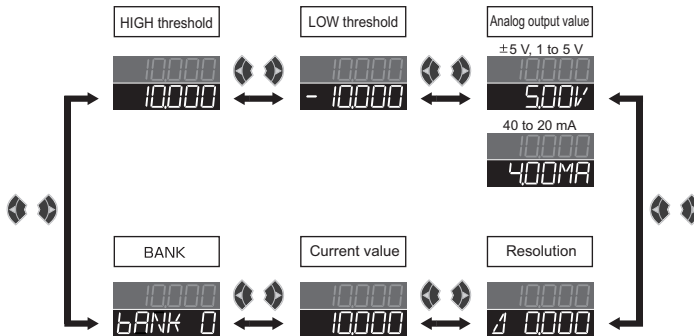 HIGH threshold
LOW threshold
Analog output value
±5 V, 1 to 5 V
10.000
10.000
10.000
10.000
- 10.000
5.00V
40 to 20 mA
10.000
4.00MA
BANK
Current value
Resolution
10.000
10.000
10.000
bANK 0
10.000
⊿ 0.000